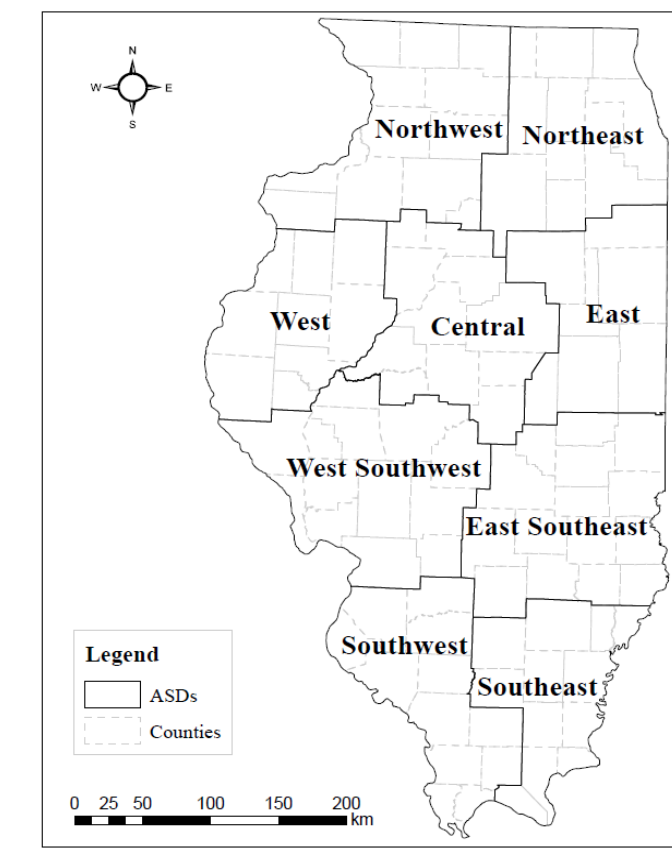 N
W E
S
Northwest
Northeast
West
Central
East
West Southwest
East Southeast
Southwest
Southeast
Legend
ASDs
Counties
0 25 50 100 150 200
km